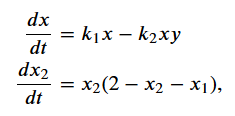 dx/dt = k₁x − k₂xy
dx₂/dt = x₂(2 − x₂ − x₁),